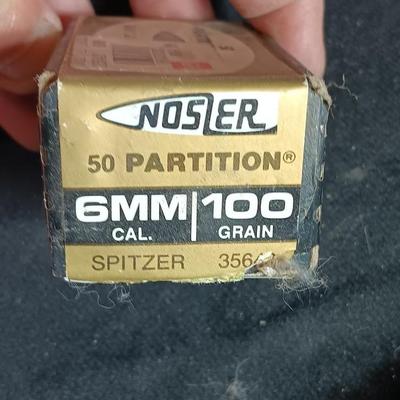 NOSLER
50 PARTITION®
6MM 100
CAL. GRAIN
SPITZER